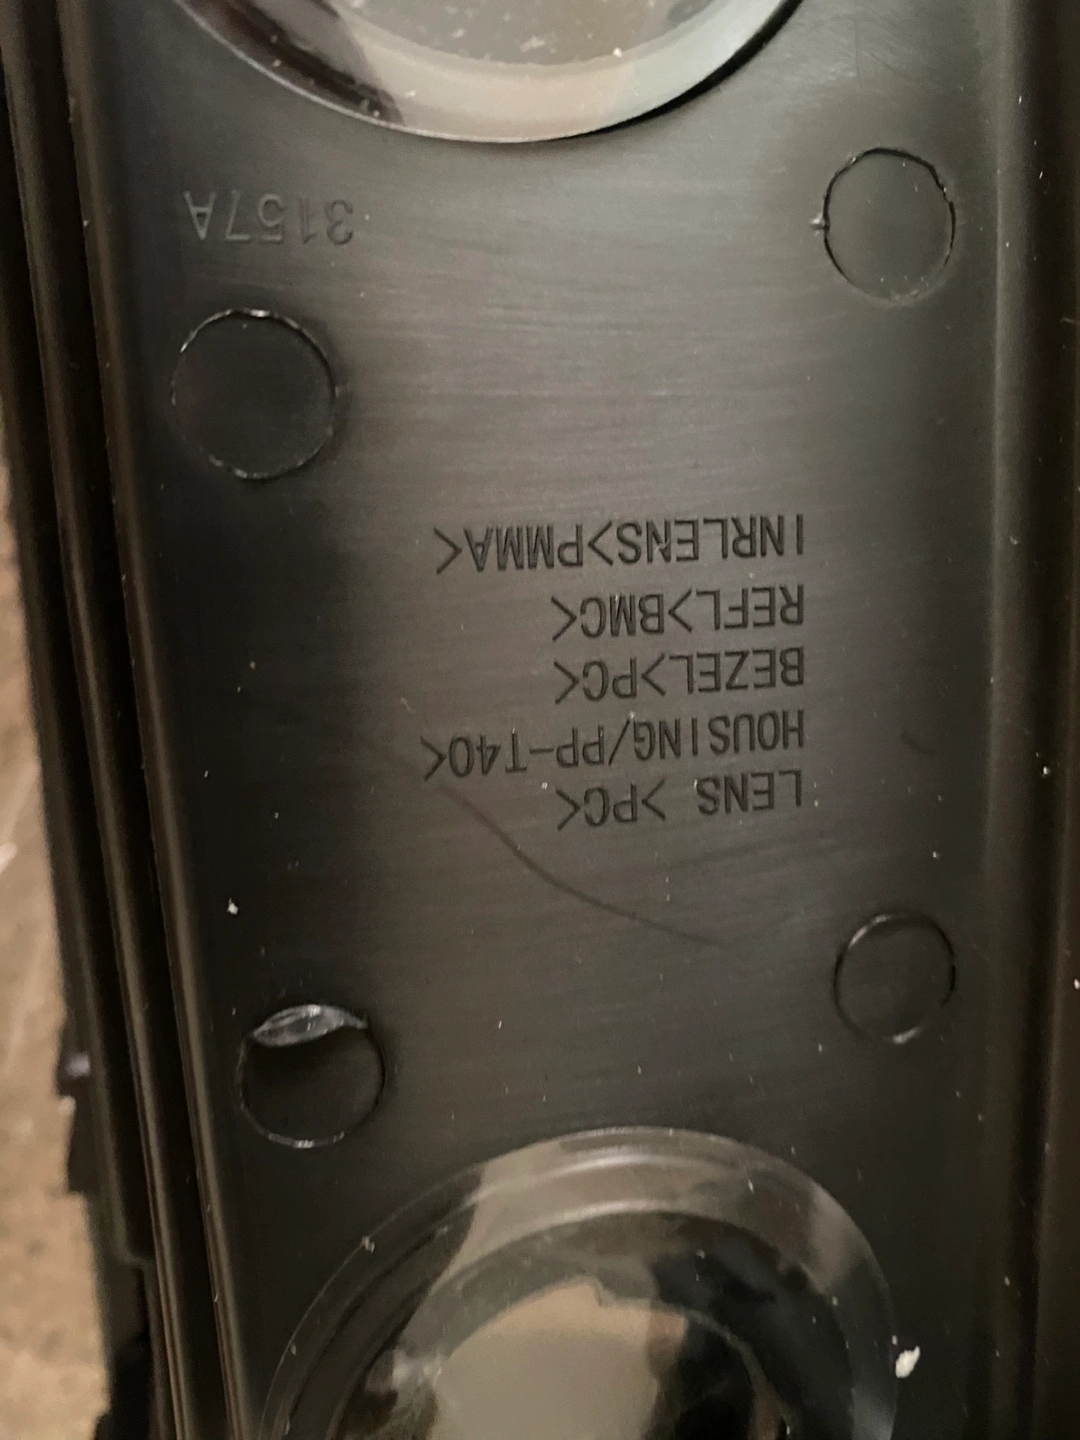 LENS >PC<
HOUSING/PP-T40<
BEZEL>PC<
REFL>BMC<
INRLENS>PMMA<
3157A